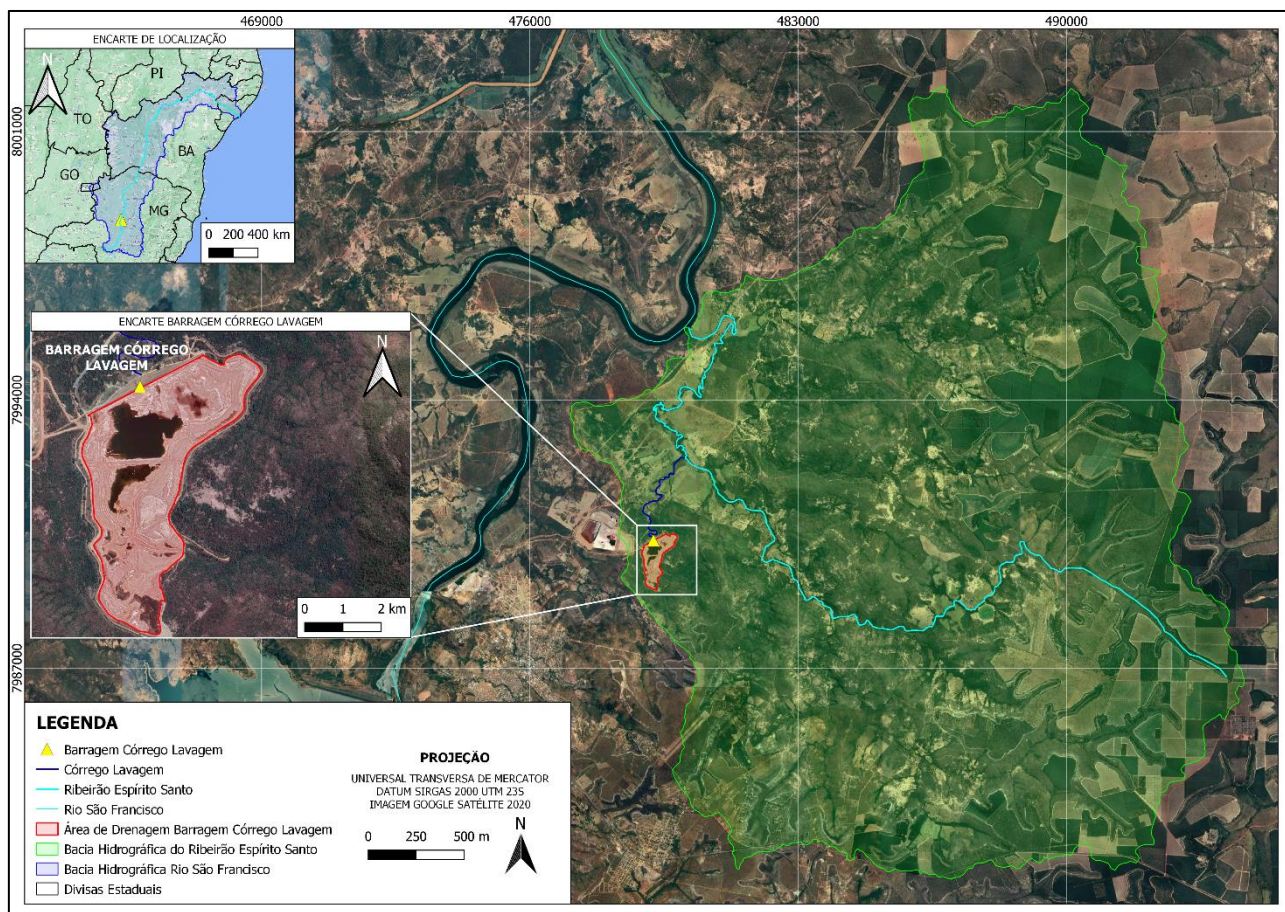 469000
476000
483000
490000
8001000
7994000
7987000
ENCARTE DE LOCALIZAÇÃO
N
PI
TO
BA
GO
MG
0 200 400 km
ENCARTE BARRAGEM CÓRREGO LAVAGEM
BARRAGEM CÓRREGO
LAVAGEM
N
0 1 2 km
LEGENDA
Barragem Córrego Lavagem
Córrego Lavagem
Ribeirão Espírito Santo
Rio São Francisco
Área de Drenagem Barragem Córrego Lavagem
Bacia Hidrográfica do Ribeirão Espírito Santo
Bacia Hidrográfica Rio São Francisco
Divisas Estaduais
PROJEÇÃO
UNIVERSAL TRANSVERSA DE MERCATOR
DATUM SIRGAS 2000 UTM 23S
IMAGEM GOOGLE SATÉLITE 2020
0 250 500 m
N